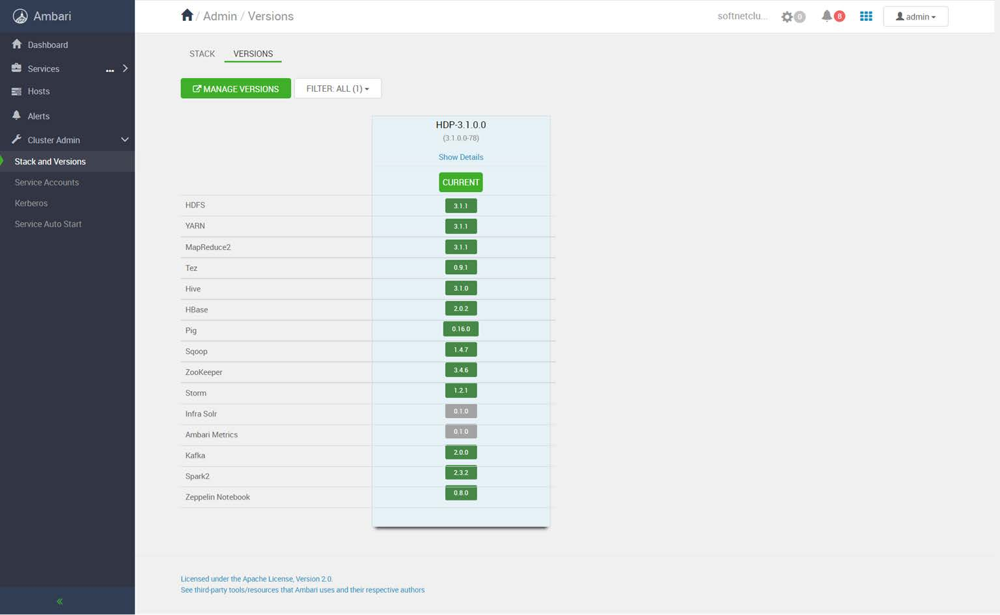 Ambari
Dashboard
Services ...
Hosts
Alerts
Cluster Admin
Stack and Versions
Service Accounts
Kerberos
Service Auto Start
/ Admin / Versions
softnetclu... 0 8 admin
STACK VERSIONS
MANAGE VERSIONS FILTER: ALL (1)
HDP-3.1.0.0
(3.1.0.0-78)
Show Details
CURRENT
HDFS 3.1.1
YARN 3.1.1
MapReduce2 3.1.1
Tez 0.9.1
Hive 3.1.0
HBase 2.0.2
Pig 0.16.0
Sqoop 1.4.7
ZooKeeper 3.4.6
Storm 1.2.1
Infra Solr 0.1.0
Ambari Metrics 0.1.0
Kafka 2.0.0
Spark2 2.3.2
Zeppelin Notebook 0.8.0
Licensed under the Apache License, Version 2.0.
See third-party tools/resources that Ambari uses and their respective authors